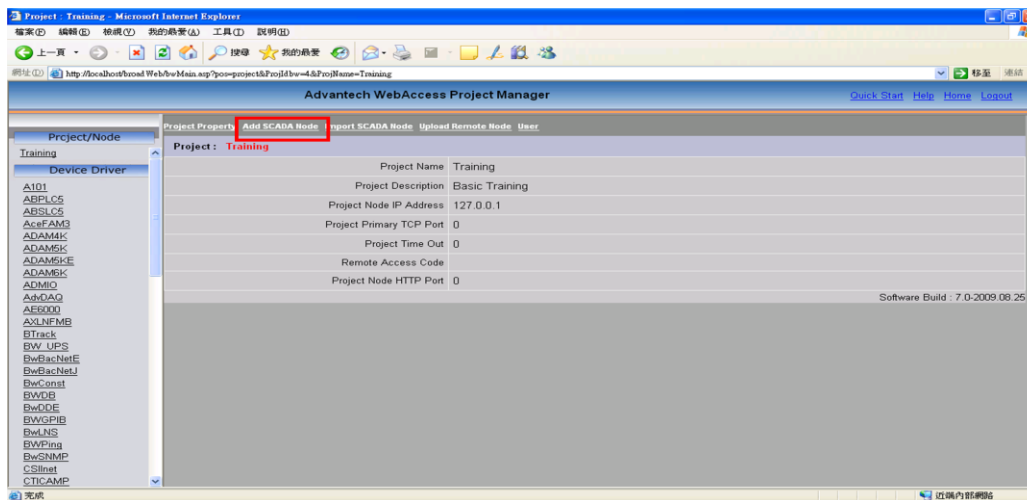 Project : Training - Microsoft Internet Explorer
檔案(F) 編輯(E) 檢視(V) 我的最愛(A) 工具(T) 說明(H)
上一頁 搜尋 我的最愛
網址(D) http://localhost/broadWeb/bwMain.asp?pos=project&ProjIdbw=4&ProjName=Training 移至 連結
Advantech WebAccess Project Manager
Quick Start Help Home Logout
Project Property Add SCADA Node Import SCADA Node Upload Remote Node User
Project/Node
Training
Device Driver
A101
ABPLC5
ABSLC5
AceFAM3
ADAM4K
ADAM5K
ADAM5KE
ADAM6K
ADMIO
AdvDAQ
AE6000
AXLNFMB
BTrack
BW_UPS
BwBacNetE
BwBacNetJ
BwConst
BWDB
BwDDE
BWGPIB
BwLNS
BWPing
BwSNMP
CSIInet
CTICAMP
Project : Training
Project Name Training
Project Description Basic Training
Project Node IP Address 127.0.0.1
Project Primary TCP Port 0
Project Time Out 0
Remote Access Code
Project Node HTTP Port 0
Software Build : 7.0-2009.08.25
完成 近端內部網路